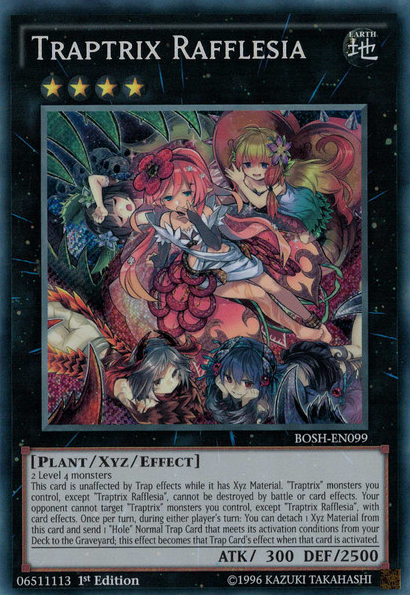 TRAPTRIX RAFFLESIA
EARTH
地
BOSH-EN099
[PLANT/XYZ/EFFECT]
2 Level 4 monsters
This card is unaffected by Trap effects while it has Xyz Material. "Traptrix" monsters you
control, except "Traptrix Rafflesia", cannot be destroyed by battle or card effects. Your
opponent cannot target "Traptrix" monsters you control, except "Traptrix Rafflesia", with
card effects. Once per turn, during either player's turn: You can detach 1 Xyz Material from
this card and send 1 "Hole" Normal Trap Card that meets its activation conditions from your
Deck to the Graveyard; this effect becomes that Trap Card's effect when that card is activated.
ATK/ 300 DEF/2500
06511113 1st Edition ©1996 KAZUKI TAKAHASHI